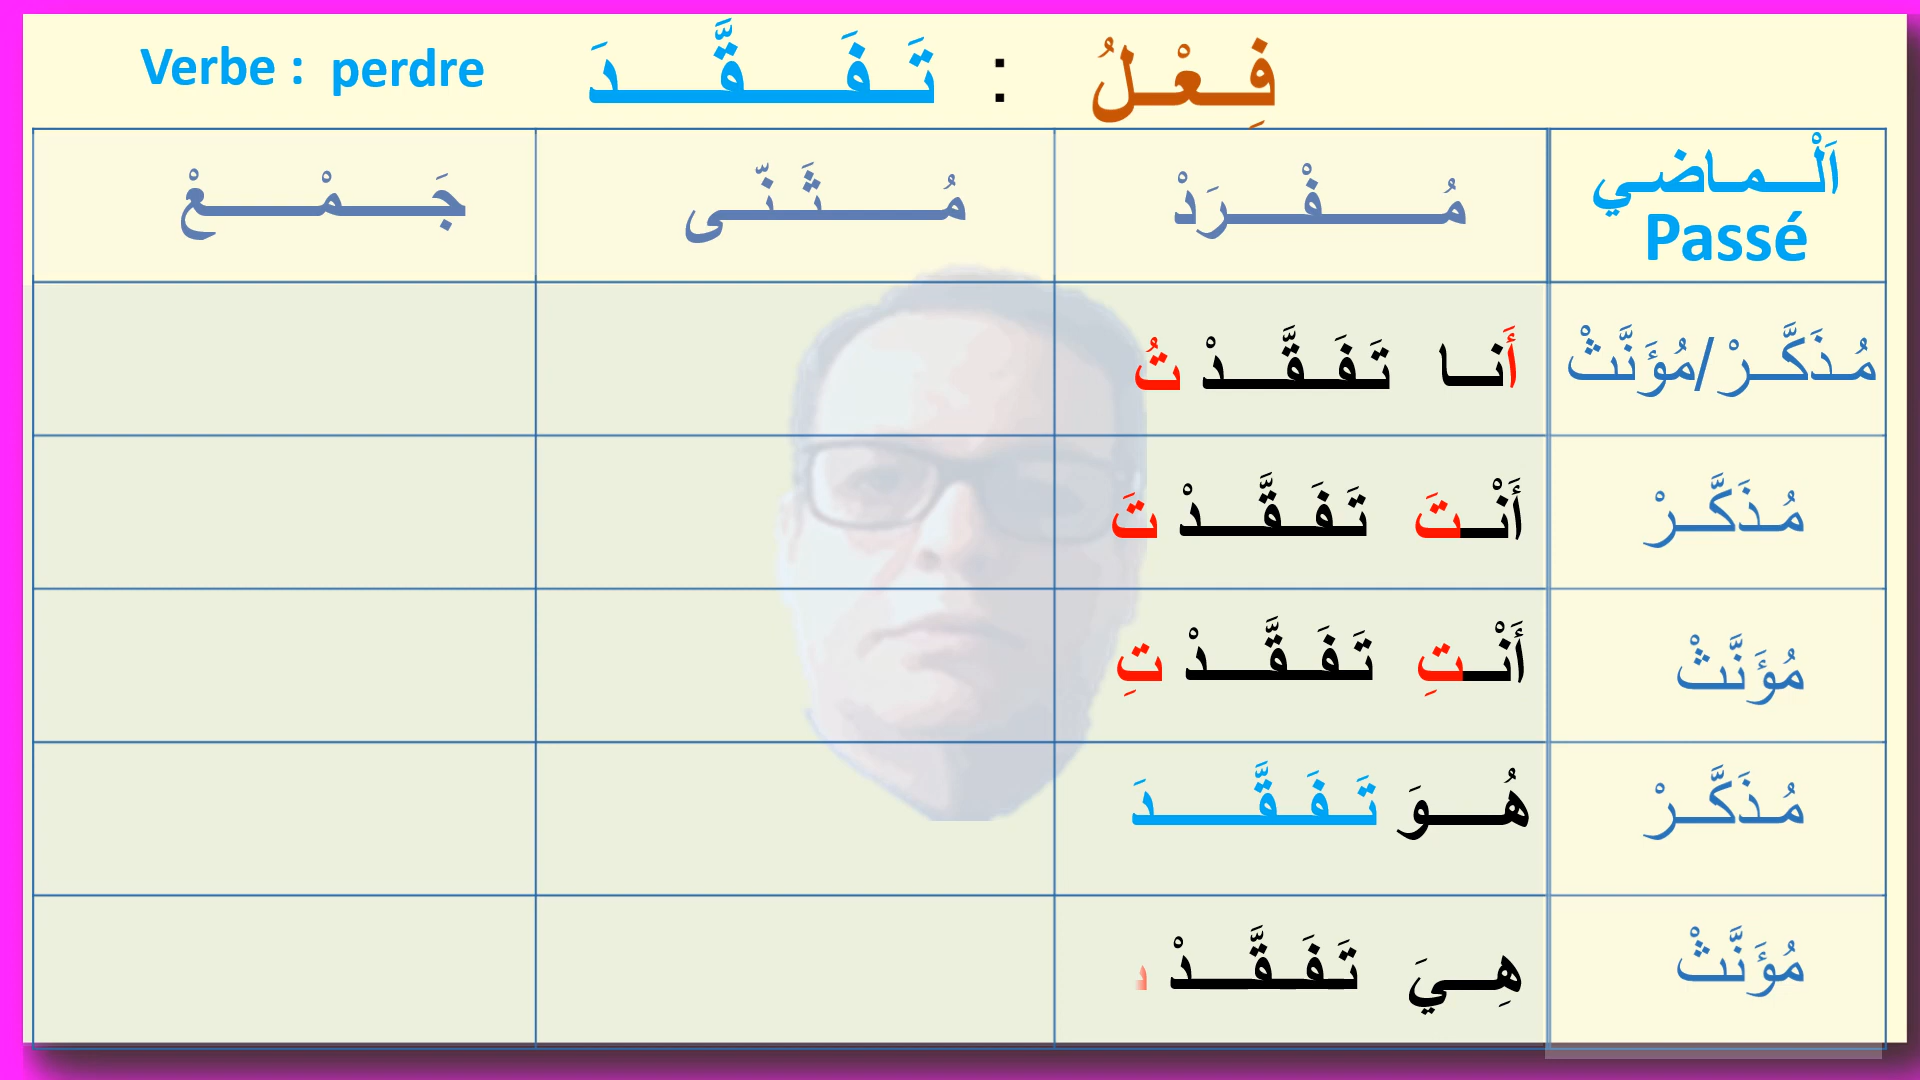 فِعْلُ : تَفَقَّدَ Verbe : perdre
اَلْماضي مُفْرَدْ مُثَنّى جَمْعْ
Passé
مُذَكَّرْ/مُؤَنَّثْ أَنا تَفَقَّدْ تُ
مُذَكَّرْ أَنْتَ تَفَقَّدْ تَ
مُؤَنَّثْ أَنْتِ تَفَقَّدْ تِ
مُذَكَّرْ هُوَ تَفَقَّدَ
مُؤَنَّثْ هِيَ تَفَقَّدْ